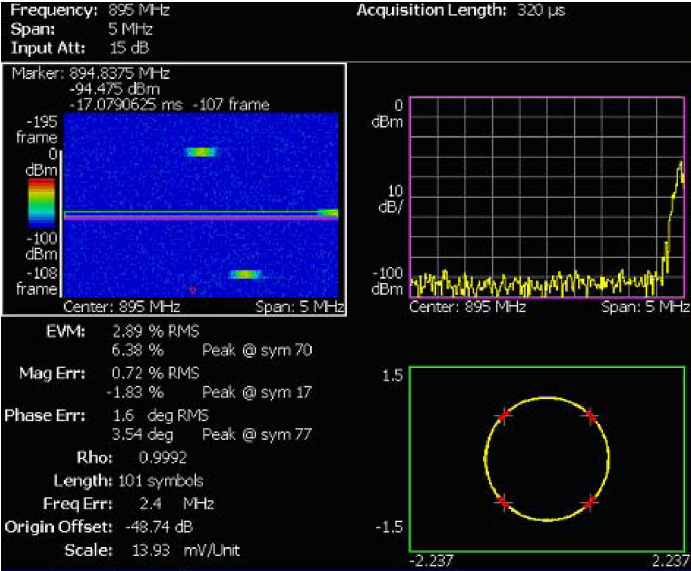 Frequency: 895 MHz
Acquisition Length: 320 µs
Span: 5 MHz
Input Att: 15 dB
Marker: 894.8375 MHz
-94.475 dBm
-17.0790625 ms -107 frame
-195
frame
0
dBm
-100
dBm
-108
frame
Center: 895 MHz
Span: 5 MHz
0
dBm
10
dB/
-100
dBm
Center: 895 MHz
Span: 5 MHz
EVM: 2.89 % RMS
6.38 % Peak @ sym 70
Mag Err: 0.72 % RMS
-1.83 % Peak @ sym 17
Phase Err: 1.6 deg RMS
3.54 deg Peak @ sym 77
Rho: 0.9992
Length: 101 symbols
Freq Err: 2.4 MHz
Origin Offset: -48.74 dB
Scale: 13.93 mV/Unit
1.5
-1.5
-2.237
2.237